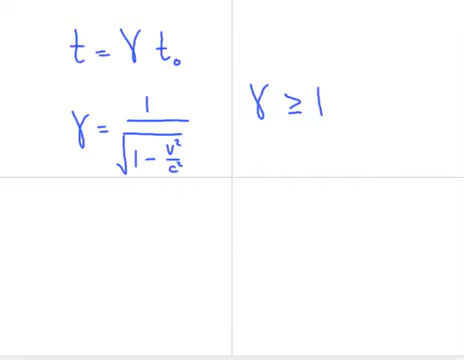 t = γ t₀
γ = 1 / √(1 - v²/c²)
γ ≥ 1